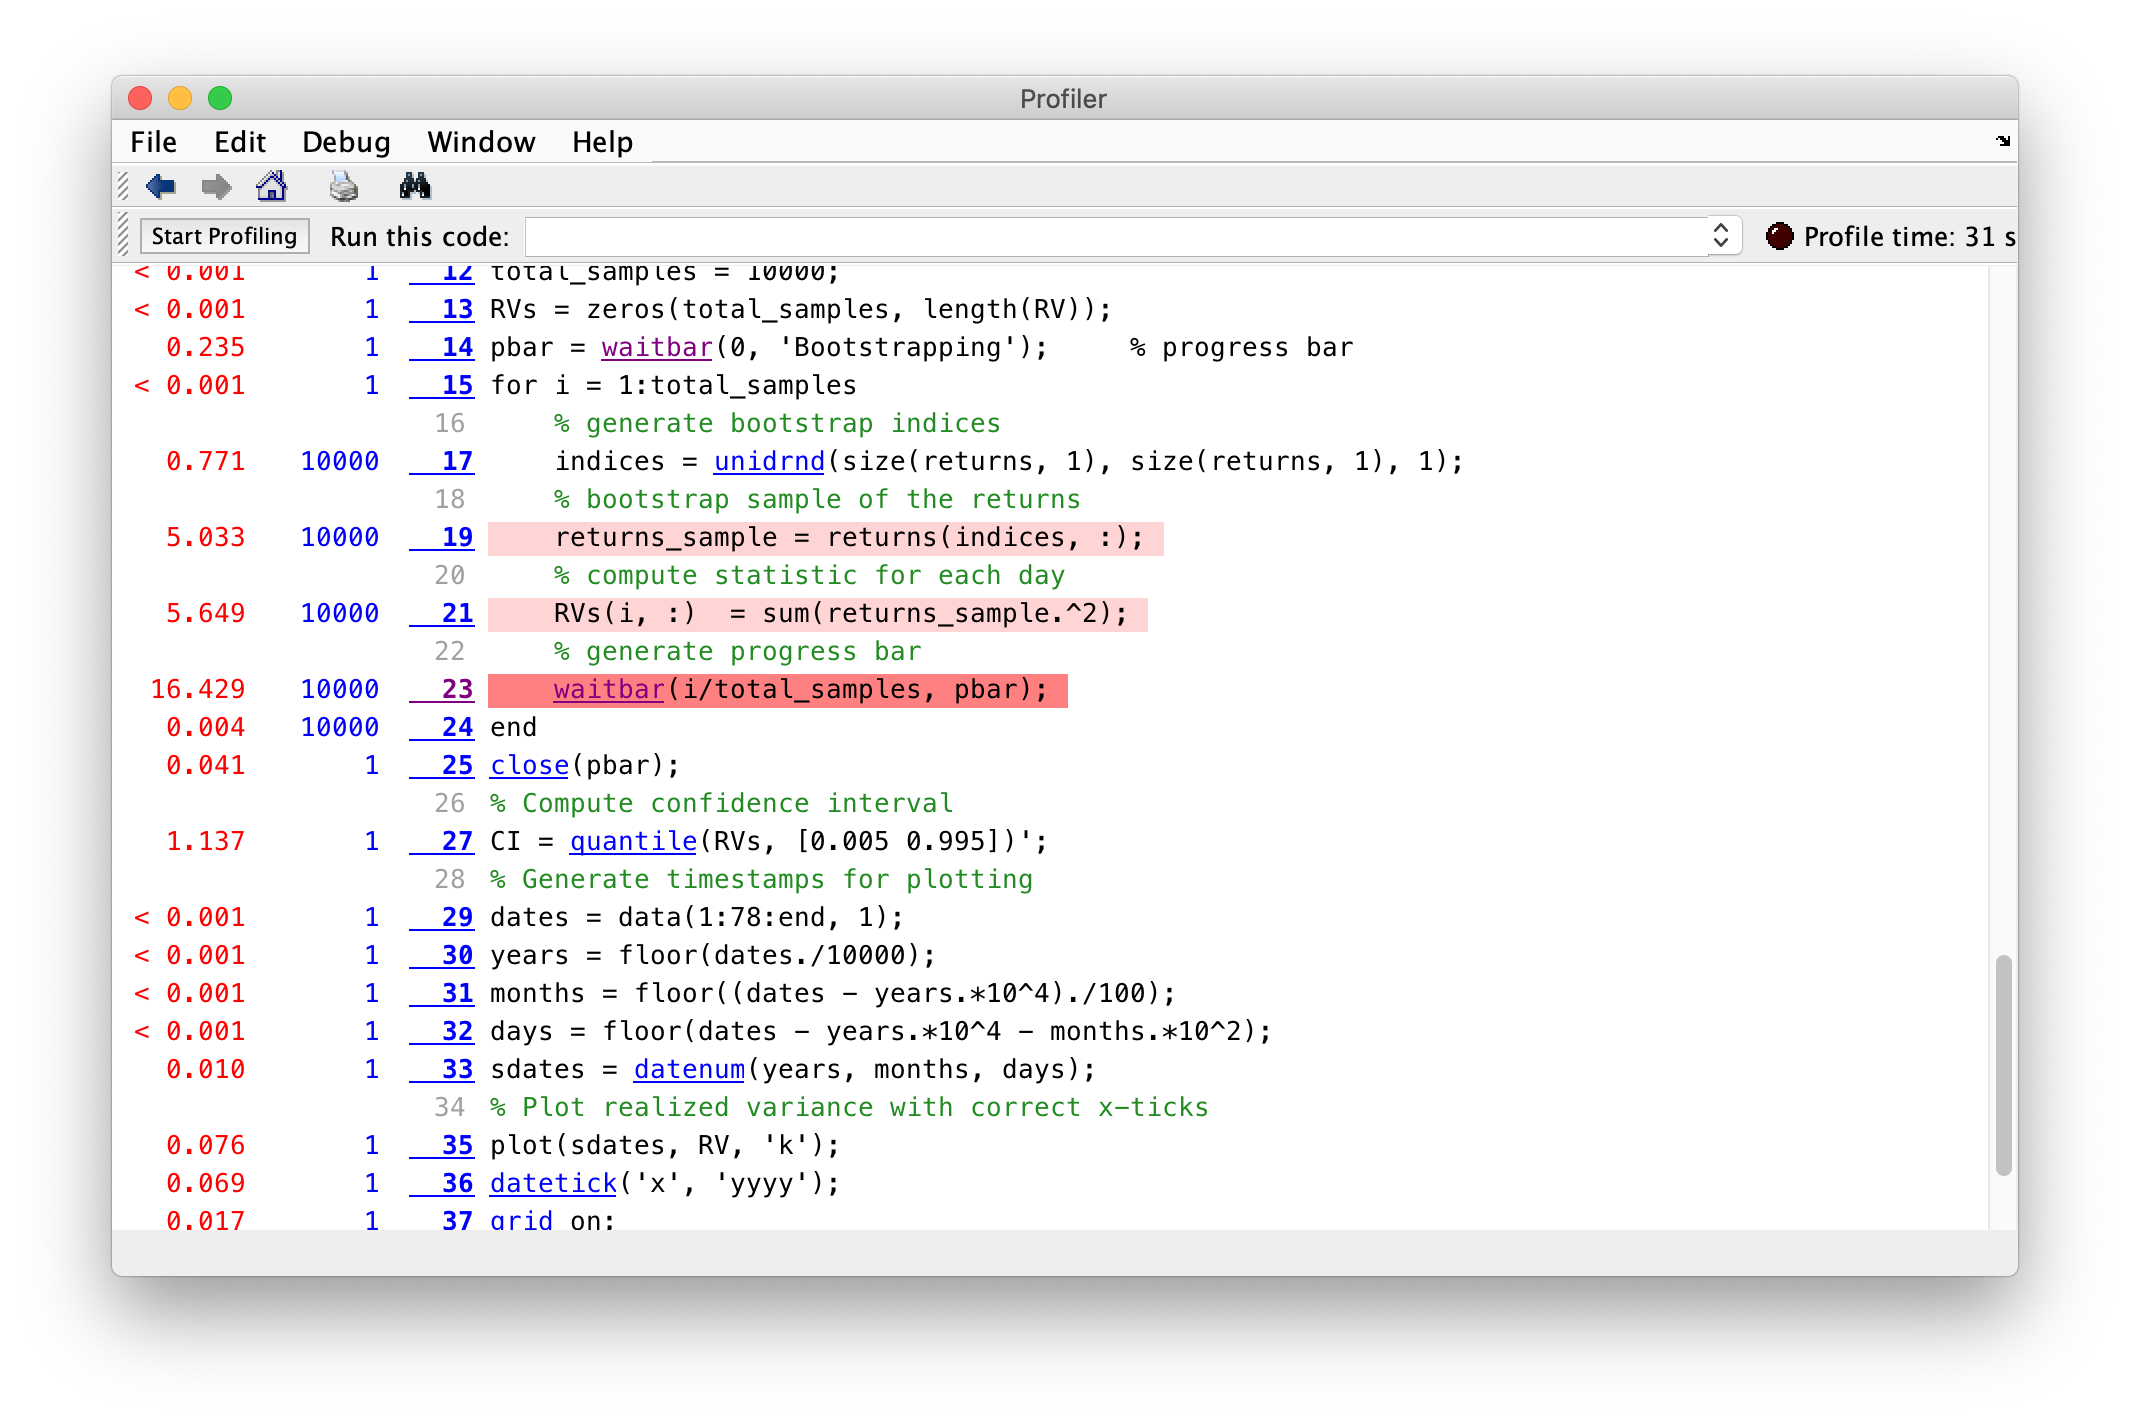 Profiler
File Edit Debug Window Help
Start Profiling Run this code: Profile time: 31 s
< 0.001 1 12 total_samples = 10000;
< 0.001 1 13 RVs = zeros(total_samples, length(RV));
0.235 1 14 pbar = waitbar(0, 'Bootstrapping'); % progress bar
< 0.001 1 15 for i = 1:total_samples
16 % generate bootstrap indices
0.771 10000 17 indices = unidrnd(size(returns, 1), size(returns, 1), 1);
18 % bootstrap sample of the returns
5.033 10000 19 returns_sample = returns(indices, :);
20 % compute statistic for each day
5.649 10000 21 RVs(i, :)  = sum(returns_sample.^2);
22 % generate progress bar
16.429 10000 23 waitbar(i/total_samples, pbar);
0.004 10000 24 end
0.041 1 25 close(pbar);
26 % Compute confidence interval
1.137 1 27 CI = quantile(RVs, [0.005 0.995])';
28 % Generate timestamps for plotting
< 0.001 1 29 dates = data(1:78:end, 1);
< 0.001 1 30 years = floor(dates./10000);
< 0.001 1 31 months = floor((dates - years.*10^4)./100);
< 0.001 1 32 days = floor(dates - years.*10^4 - months.*10^2);
0.010 1 33 sdates = datenum(years, months, days);
34 % Plot realized variance with correct x-ticks
0.076 1 35 plot(sdates, RV, 'k');
0.069 1 36 datetick('x', 'yyyy');
0.017 1 37 grid on;